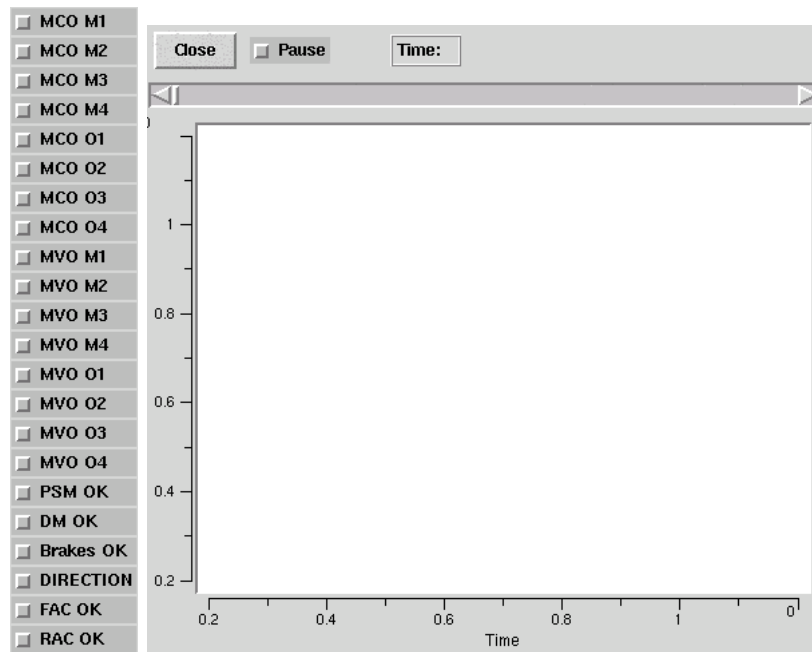 MCO M1
MCO M2
MCO M3
MCO M4
MCO O1
MCO O2
MCO O3
MCO O4
MVO M1
MVO M2
MVO M3
MVO M4
MVO O1
MVO O2
MVO O3
MVO O4
PSM OK
DM OK
Brakes OK
DIRECTION
FAC OK
RAC OK
Close Pause Time:
1
0.8
0.6
0.4
0.2
0.2 0.4 0.6 0.8 1 0
Time